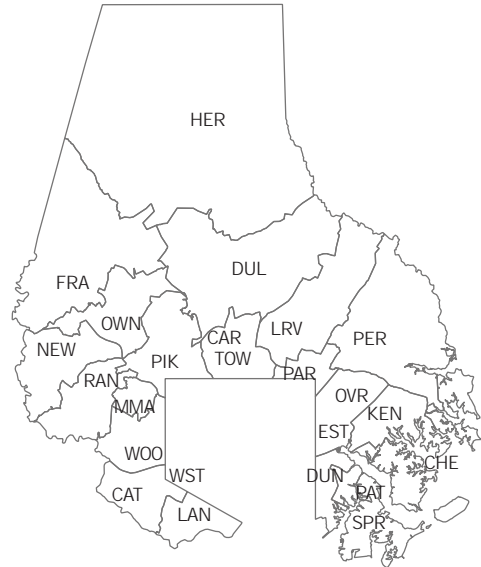 HER
DUL
FRA
OWN
CAR
LRV
NEW
TOW
PER
PIK
RAN
PAR
MMA
OVR
KEN
EST
WOO
CHE
WST
DUN
CAT
PAT
LAN
SPR